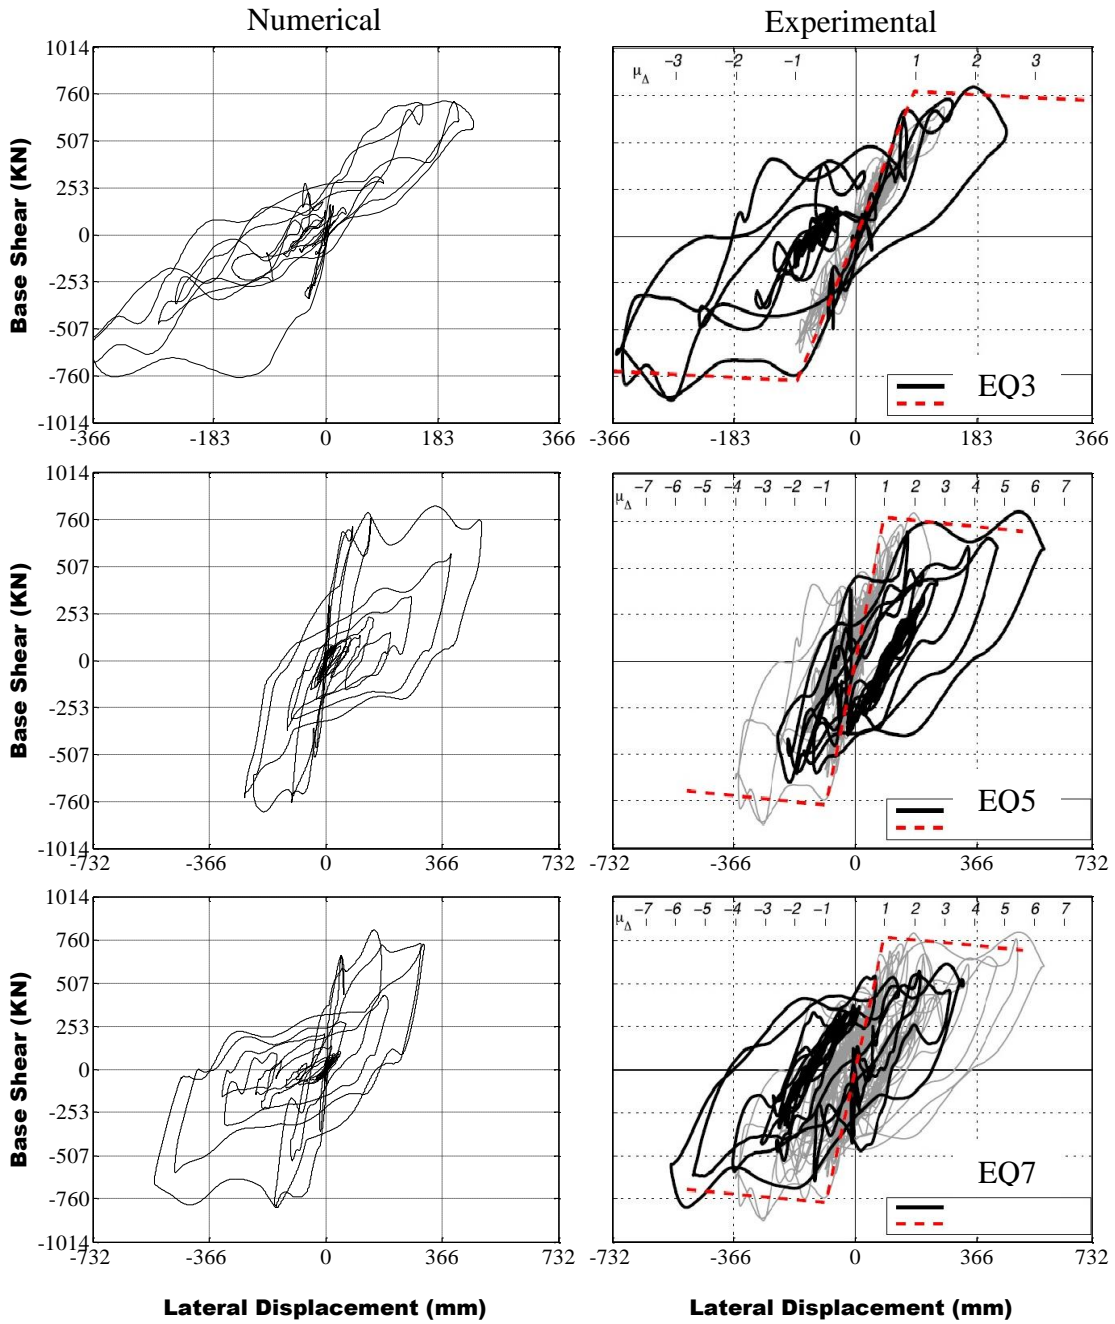 Numerical Experimental
1014
760
507
253
0
-253
-507
-760
-1014
Base Shear (KN)
-366 -183 0 183 366
μΔ -3 -2 -1 1 2 3
EQ3
-366 -183 0 183 366
1014
760
507
253
0
-253
-507
-760
-1014
Base Shear (KN)
-732 -366 0 366 732
μΔ -7 -6 -5 -4 -3 -2 -1 1 2 3 4 5 6 7
EQ5
-732 -366 0 366 732
1014
760
507
253
0
-253
-507
-760
-1014
Base Shear (KN)
-732 -366 0 366 732
μΔ -7 -6 -5 -4 -3 -2 -1 1 2 3 4 5 6 7
EQ7
-732 -366 0 366 732
Lateral Displacement (mm) Lateral Displacement (mm)